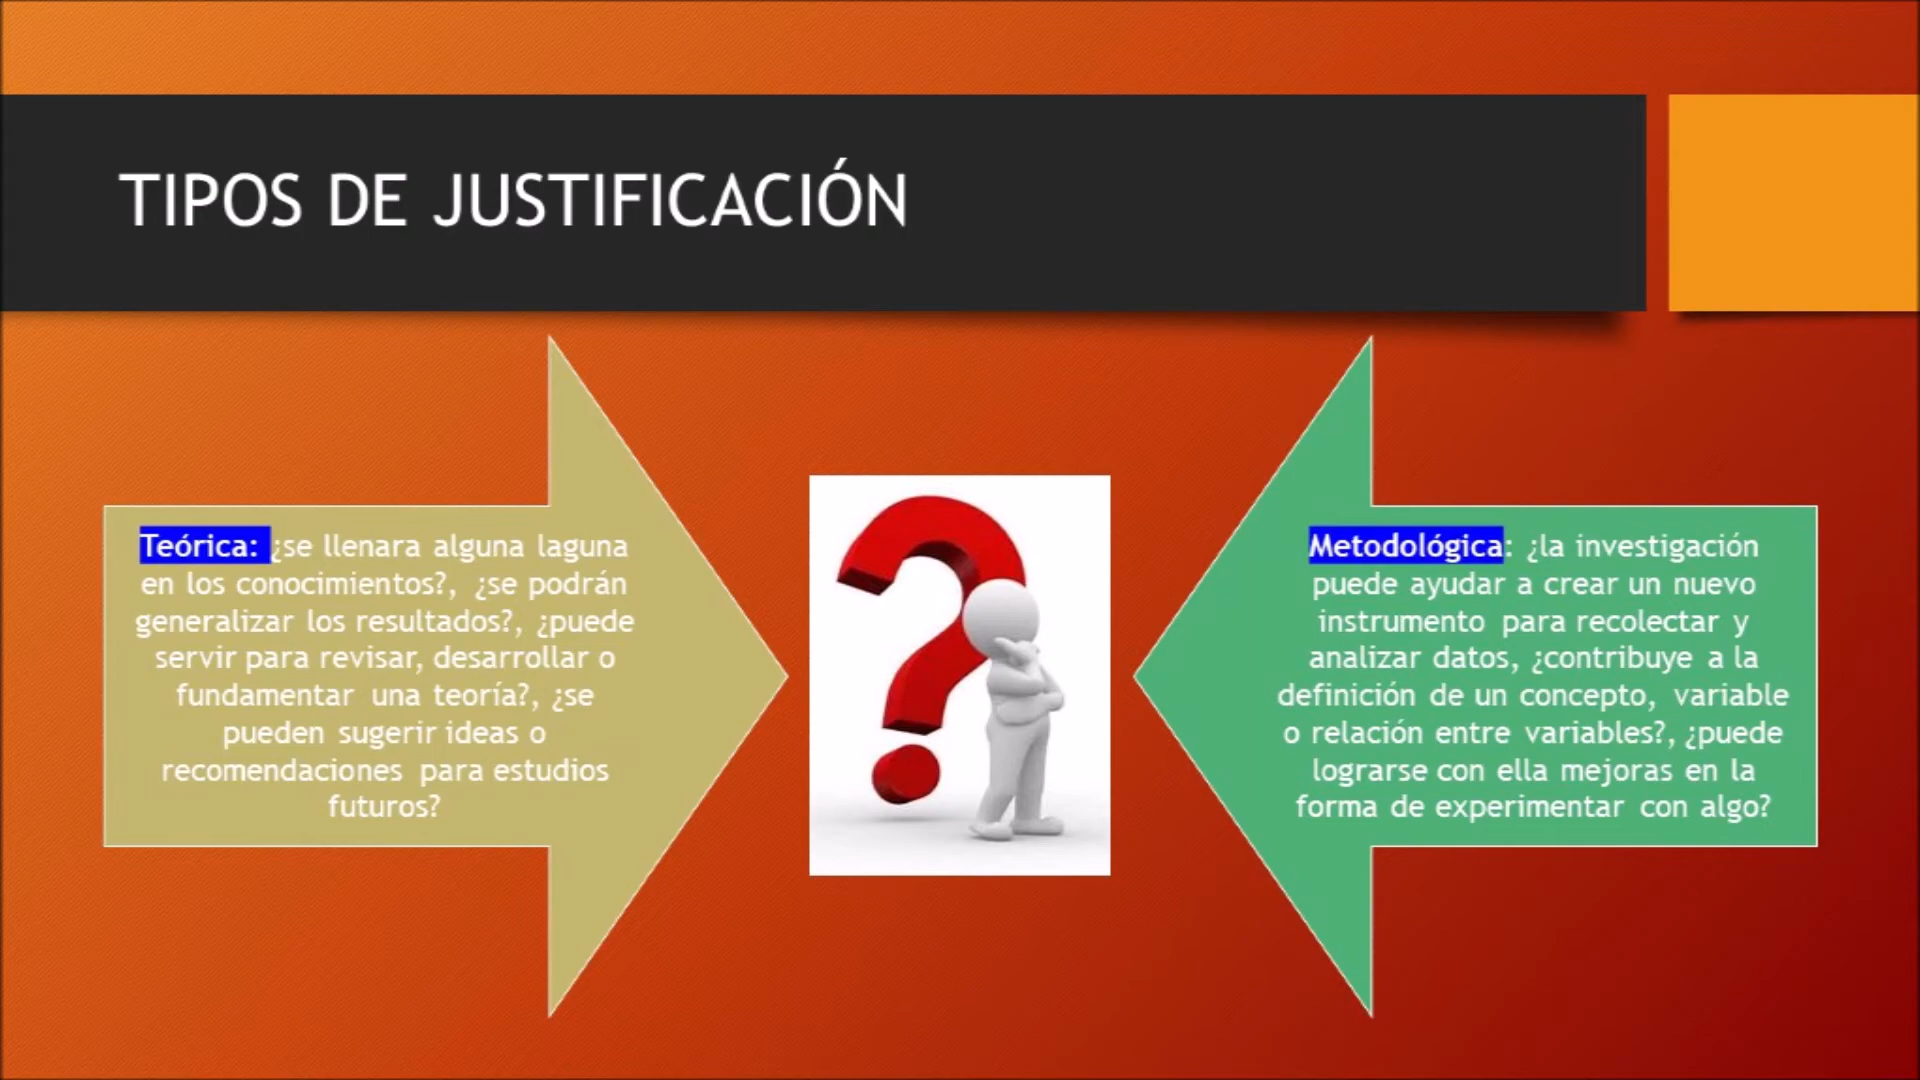 TIPOS DE JUSTIFICACIÓN
Teórica: ¿se llenara alguna laguna
en los conocimientos?, ¿se podrán
generalizar los resultados?, ¿puede
servir para revisar, desarrollar o
fundamentar una teoría?, ¿se
pueden sugerir ideas o
recomendaciones para estudios
futuros?
Metodológica: ¿la investigación
puede ayudar a crear un nuevo
instrumento para recolectar y
analizar datos, ¿contribuye a la
definición de un concepto, variable
o relación entre variables?, ¿puede
lograrse con ella mejoras en la
forma de experimentar con algo?